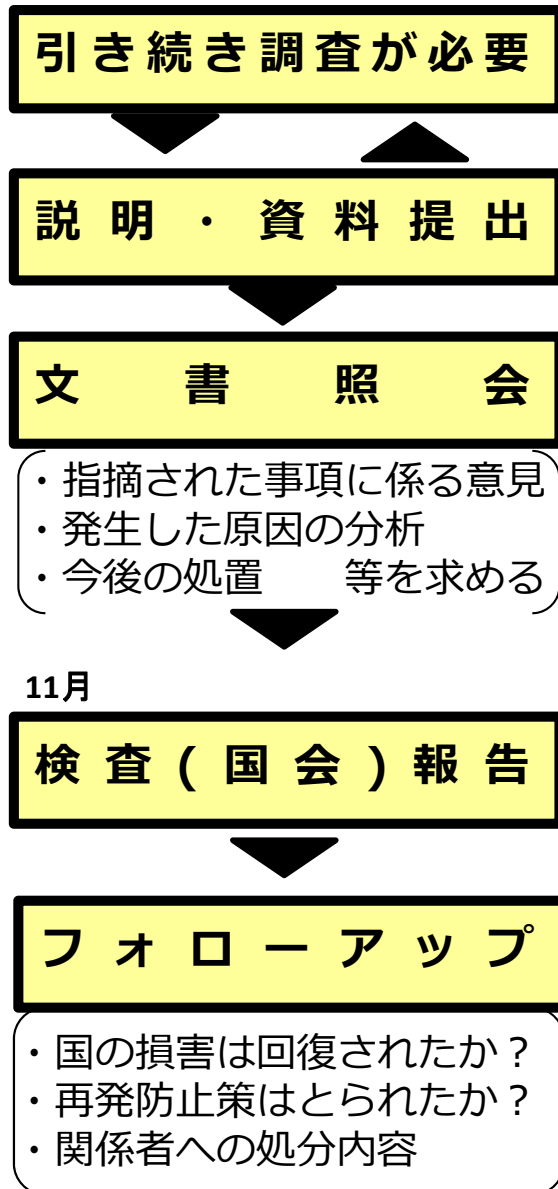 引き続き調査が必要
説明・資料提出
文書照会
・指摘された事項に係る意見
・発生した原因の分析
・今後の処置　　等を求める
11月
検査(国会)報告
フォローアップ
・国の損害は回復されたか？
・再発防止策はとられたか？
・関係者への処分内容